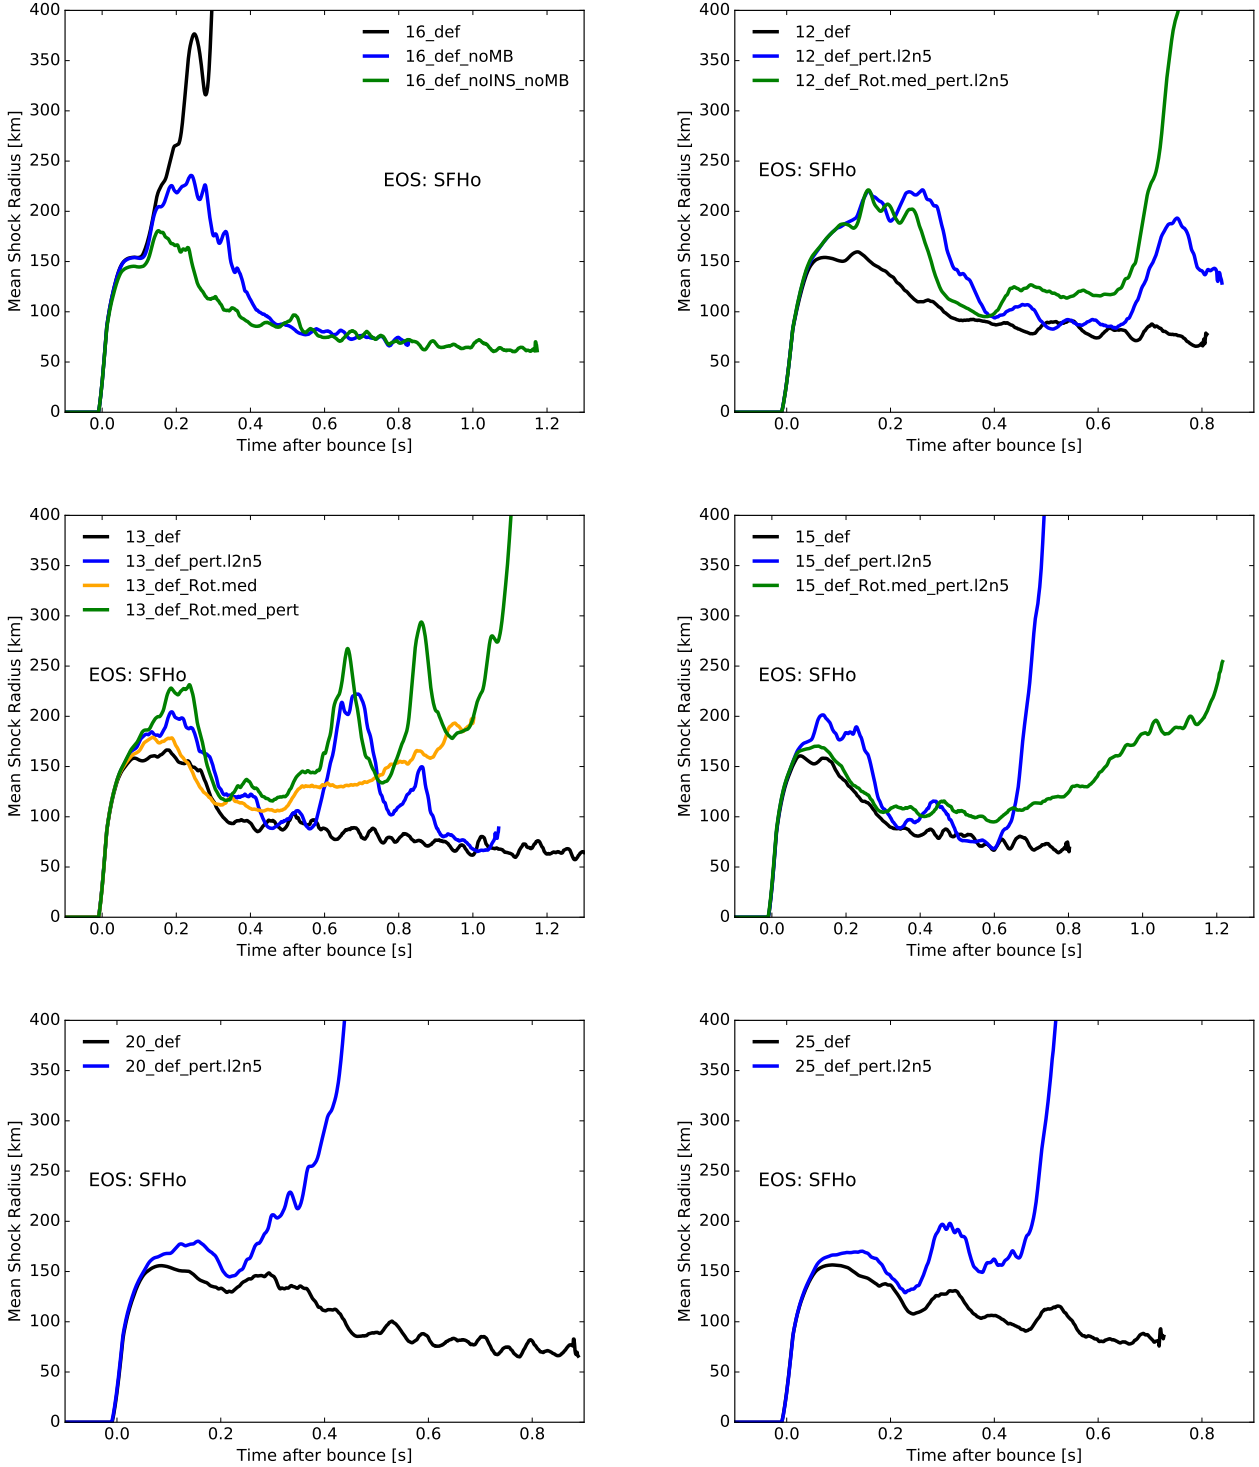 400
350
300
250
200
150
100
50
0
Mean Shock Radius [km]
16_def
16_def_noMB
16_def_noINS_noMB
EOS: SFHo
0.0 0.2 0.4 0.6 0.8 1.0 1.2
Time after bounce [s]
400
350
300
250
200
150
100
50
0
Mean Shock Radius [km]
12_def
12_def_pert.l2n5
12_def_Rot.med_pert.l2n5
EOS: SFHo
0.0 0.2 0.4 0.6 0.8
Time after bounce [s]
400
350
300
250
200
150
100
50
0
Mean Shock Radius [km]
13_def
13_def_pert.l2n5
13_def_Rot.med
13_def_Rot.med_pert
EOS: SFHo
0.0 0.2 0.4 0.6 0.8 1.0 1.2
Time after bounce [s]
400
350
300
250
200
150
100
50
0
Mean Shock Radius [km]
15_def
15_def_pert.l2n5
15_def_Rot.med_pert.l2n5
EOS: SFHo
0.0 0.2 0.4 0.6 0.8 1.0 1.2
Time after bounce [s]
400
350
300
250
200
150
100
50
0
Mean Shock Radius [km]
20_def
20_def_pert.l2n5
EOS: SFHo
0.0 0.2 0.4 0.6 0.8
Time after bounce [s]
400
350
300
250
200
150
100
50
0
Mean Shock Radius [km]
25_def
25_def_pert.l2n5
EOS: SFHo
0.0 0.2 0.4 0.6 0.8
Time after bounce [s]